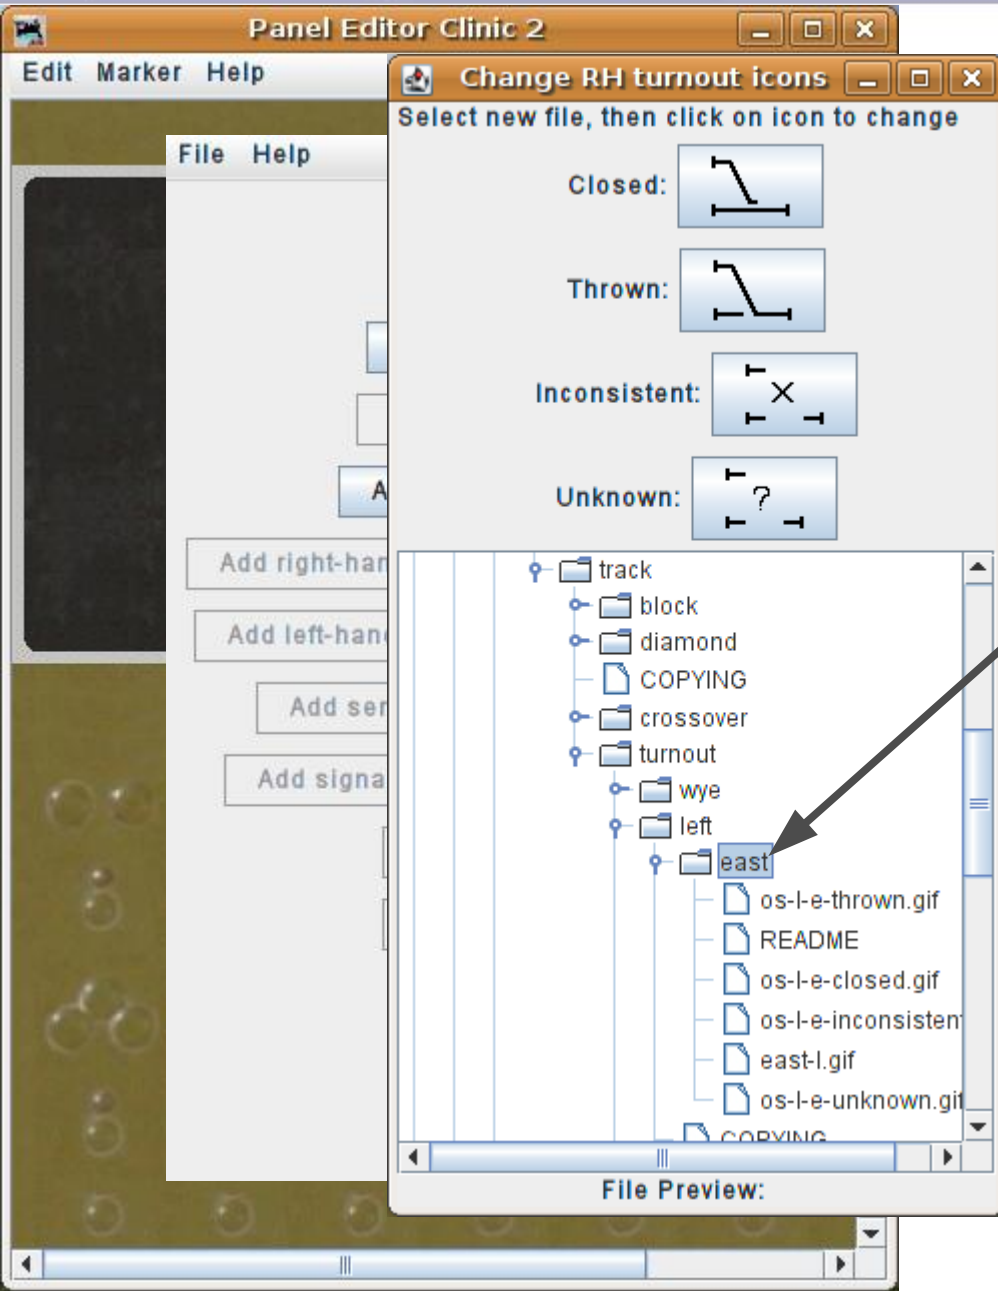 Panel Editor Clinic 2
Edit Marker Help
File Help
Add right-han
Add left-han
Add ser
Add signa
Change RH turnout icons
Select new file, then click on icon to change
Closed:
Thrown:
Inconsistent:
Unknown:
?
track
block
diamond
COPYING
crossover
turnout
wye
left
east
os-l-e-thrown.gif
README
os-l-e-closed.gif
os-l-e-inconsisten
east-l.gif
os-l-e-unknown.gif
COPYING
File Preview: